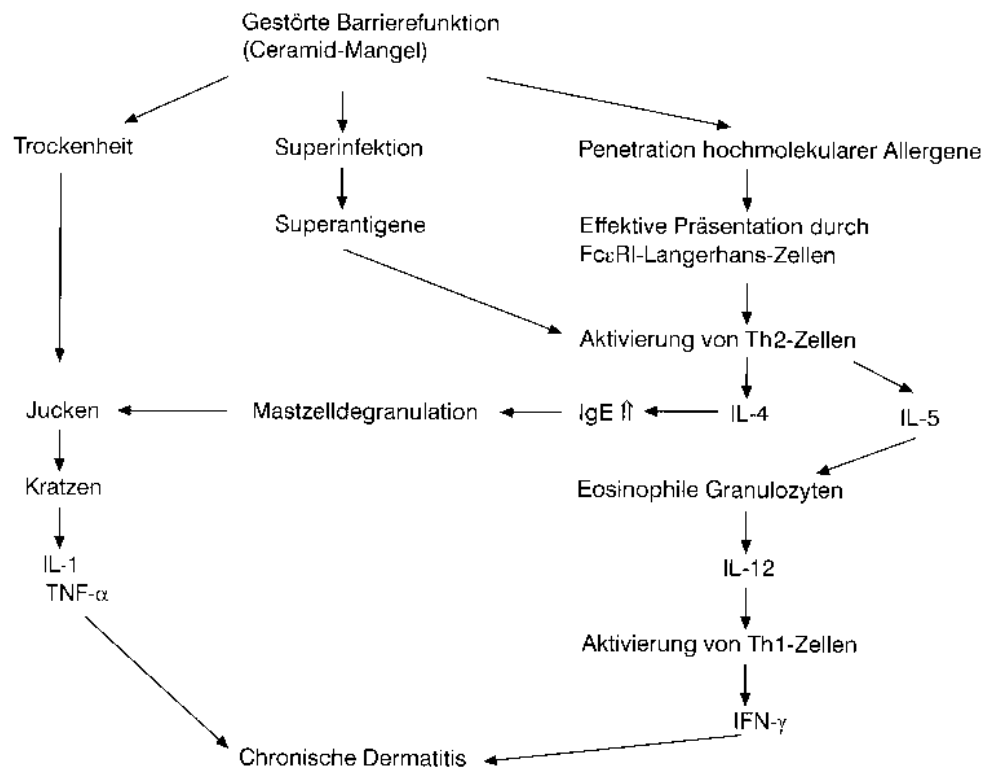 Gestörte Barrierefunktion
(Ceramid-Mangel)
Trockenheit
Superinfektion
Penetration hochmolekularer Allergene
Superantigene
Effektive Präsentation durch
FcεRI-Langerhans-Zellen
Aktivierung von Th2-Zellen
Jucken
Mastzelldegranulation
IgE ⇑
IL-4
IL-5
Kratzen
Eosinophile Granulozyten
IL-1
TNF-α
IL-12
Aktivierung von Th1-Zellen
IFN-γ
Chronische Dermatitis